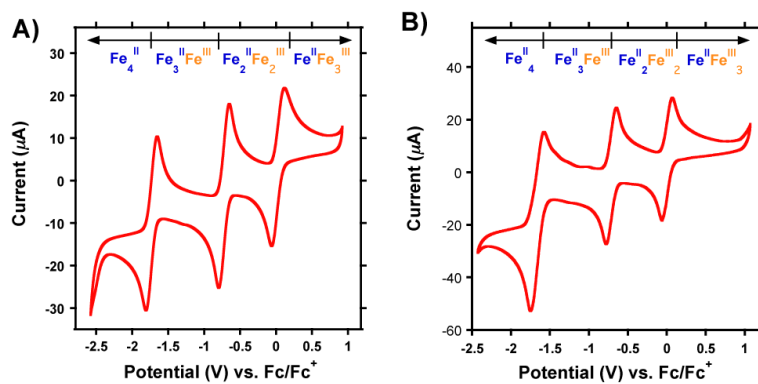 A)
Fe₄ᴵᴵ Fe₃ᴵᴵFeᴵᴵᴵ Fe₂ᴵᴵFe₂ᴵᴵᴵ FeᴵᴵFe₃ᴵᴵᴵ
30
20
10
0
-10
-20
-30
Current (μA)
-2.5 -2 -1.5 -1 -0.5 0 0.5 1
Potential (V) vs. Fc/Fc⁺
B)
Fe₄ᴵᴵ Fe₃ᴵᴵFeᴵᴵᴵ Fe₂ᴵᴵFe₂ᴵᴵᴵ FeᴵᴵFe₃ᴵᴵᴵ
40
20
0
-20
-40
-60
Current (μA)
-2.5 -2 -1.5 -1 -0.5 0 0.5 1
Potential (V) vs. Fc/Fc⁺